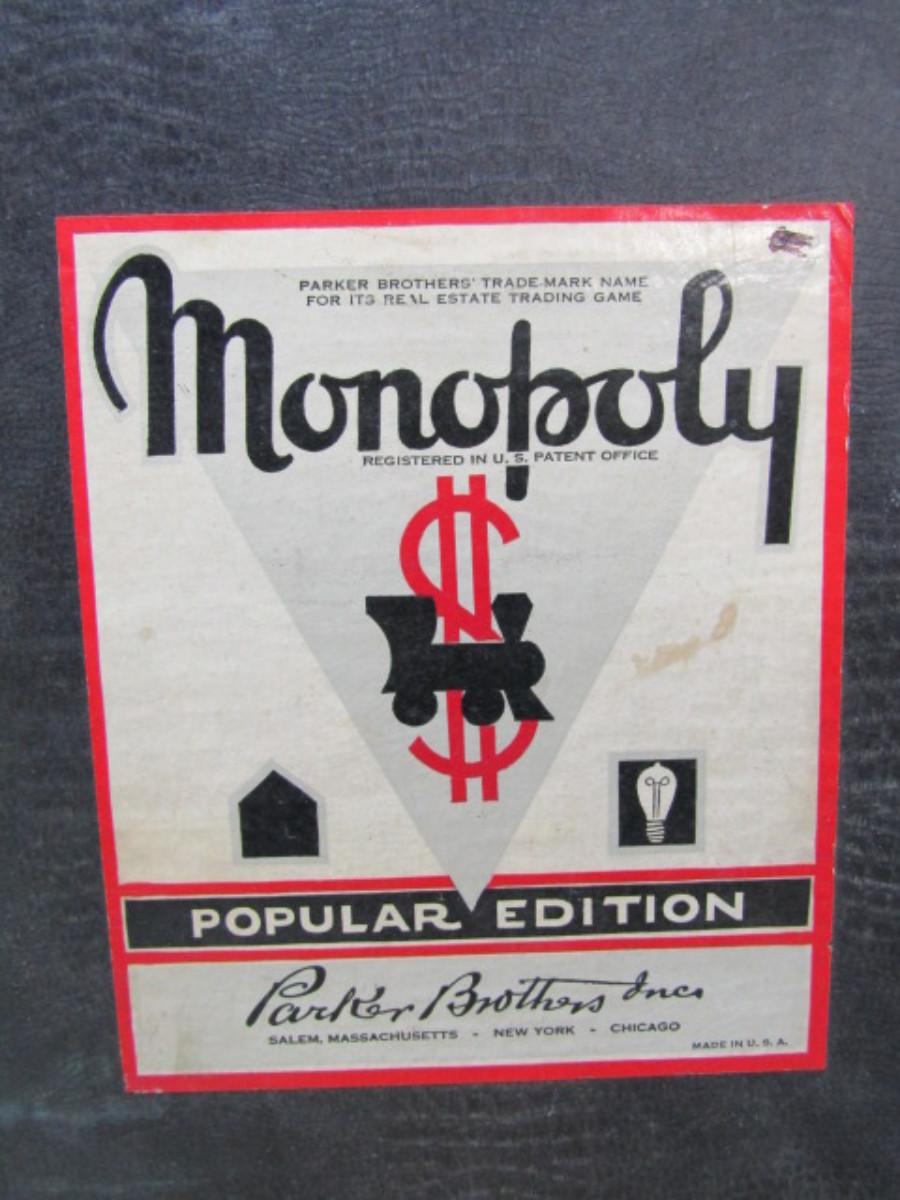 PARKER BROTHERS' TRADE-MARK NAME
FOR ITS REAL ESTATE TRADING GAME
Monopoly
REGISTERED IN U. S. PATENT OFFICE
$
POPULAR EDITION
Parker Brothers Inc.
SALEM, MASSACHUSETTS - NEW YORK - CHICAGO
MADE IN U. S. A.